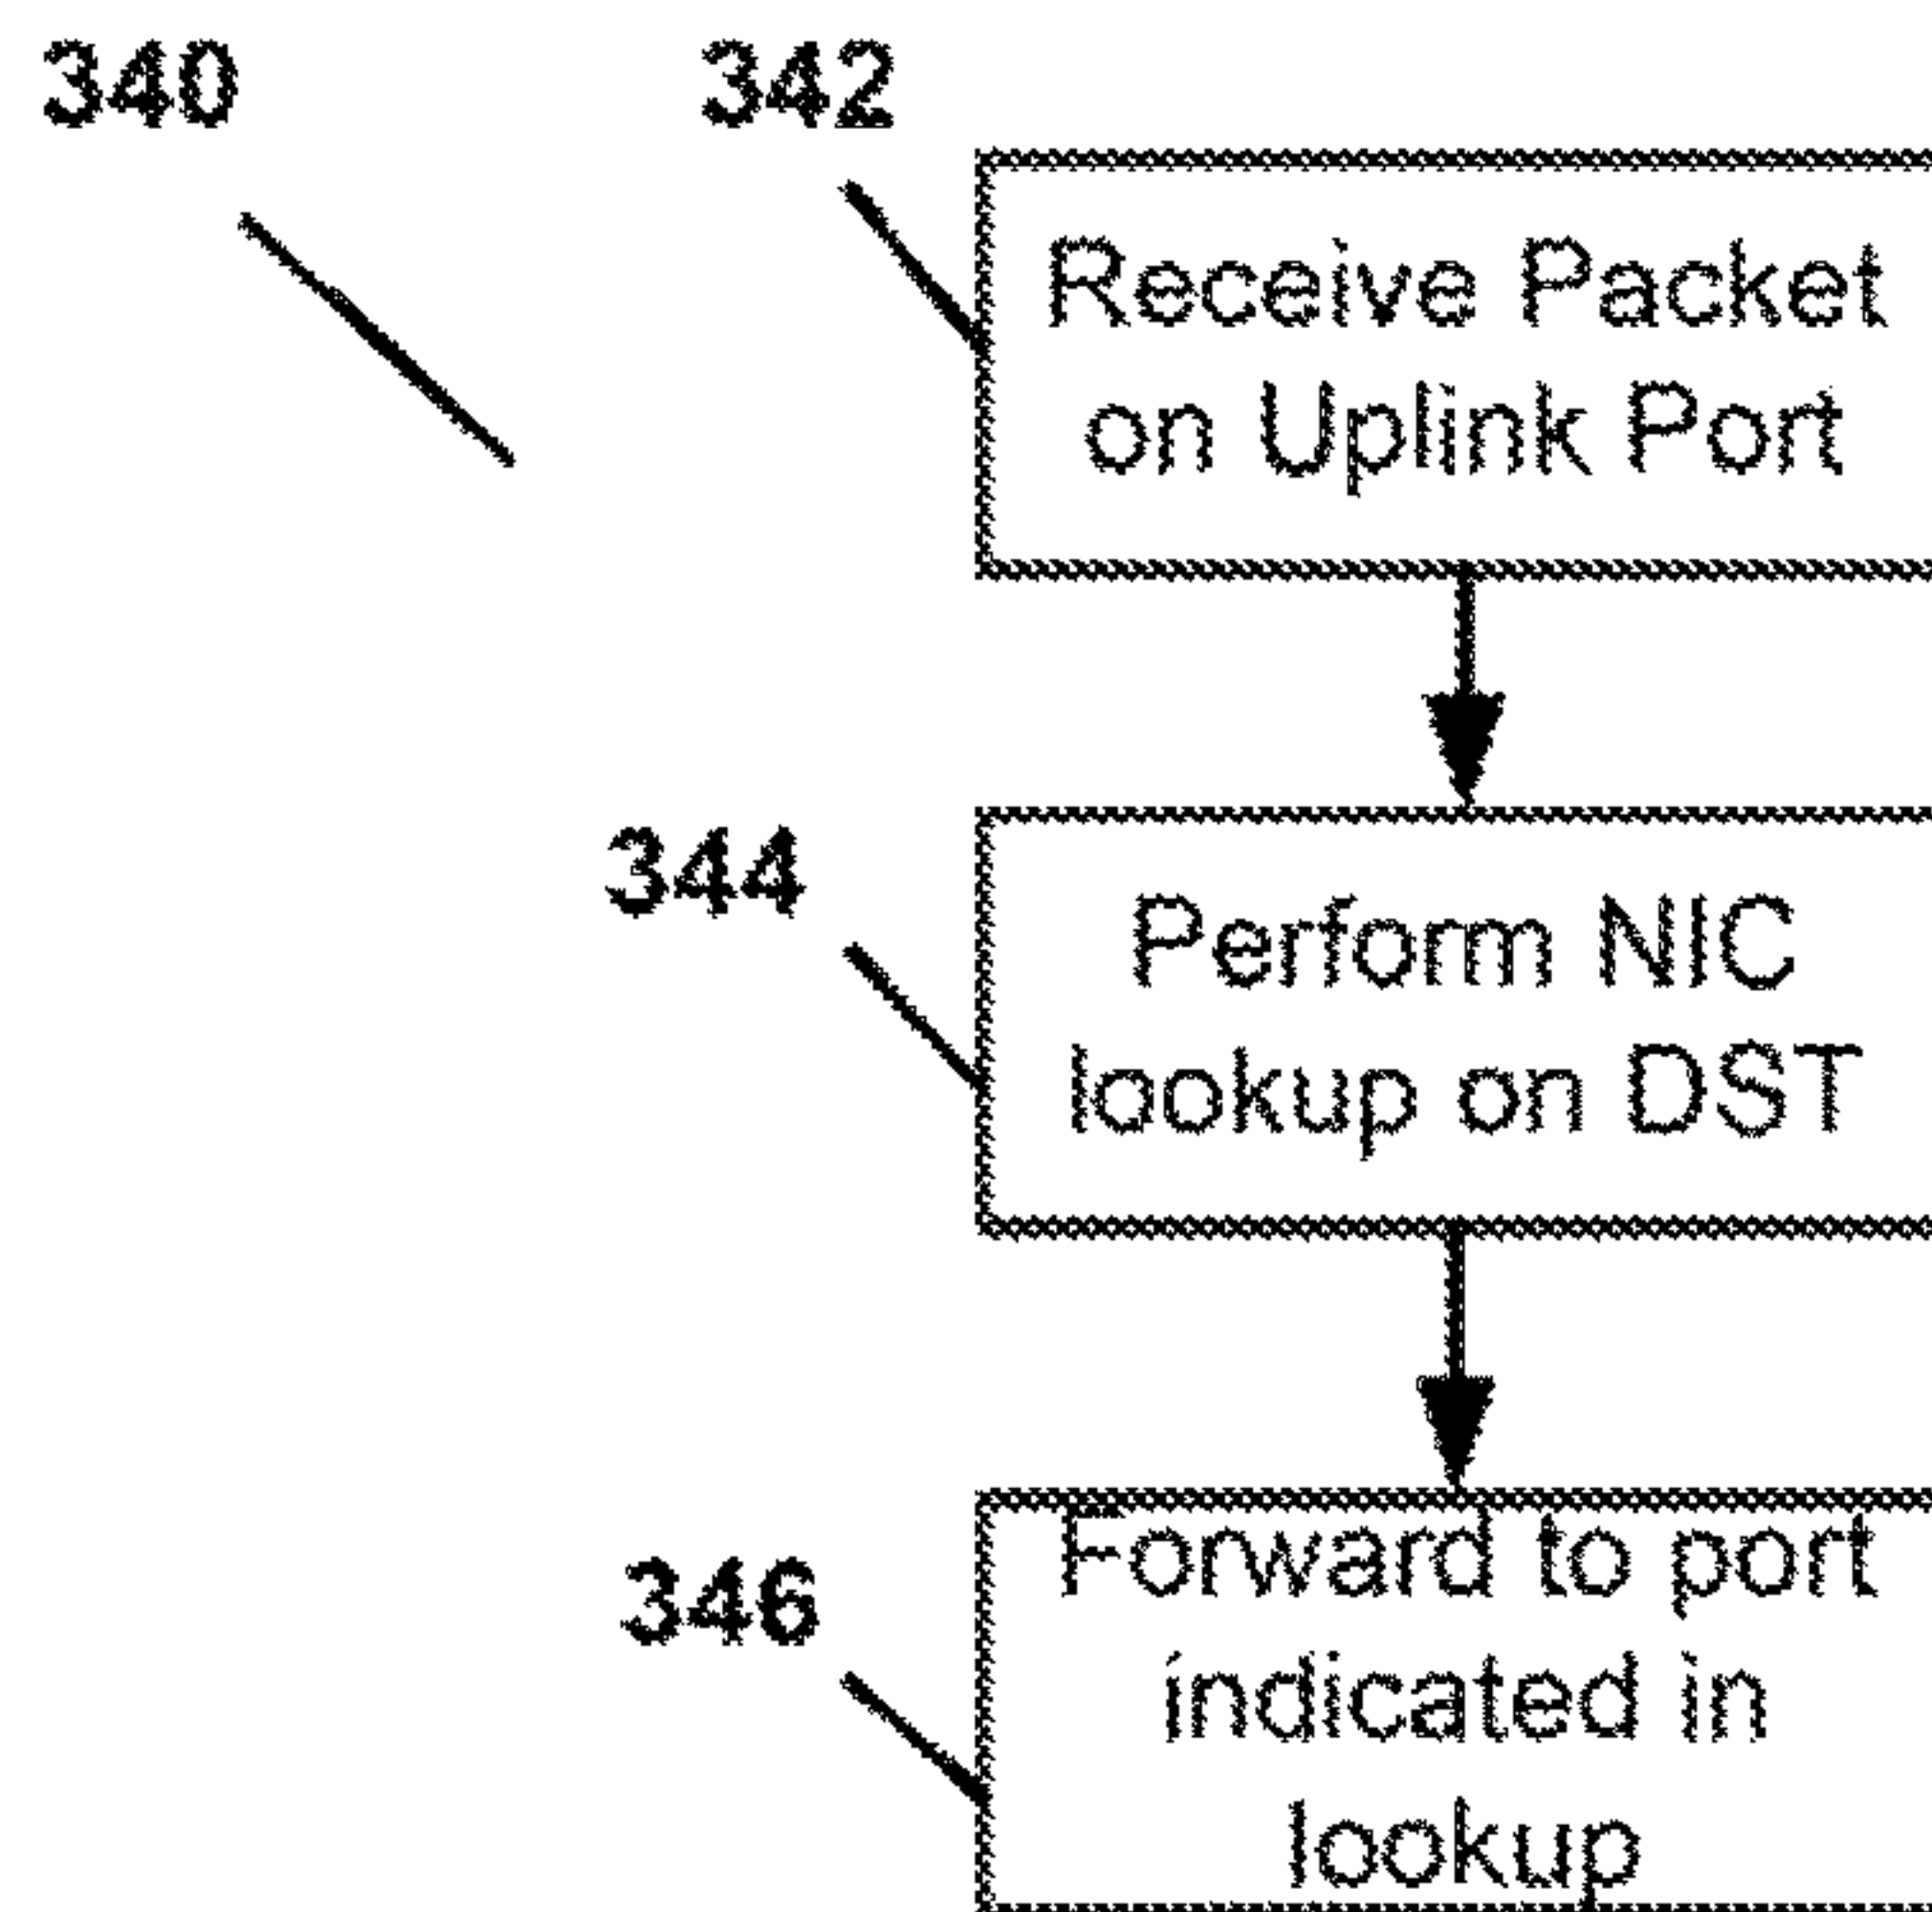 340
342
Receive Packet
on Uplink Port
344
Perform NIC
lookup on DST
346
Forward to port
indicated in
lookup